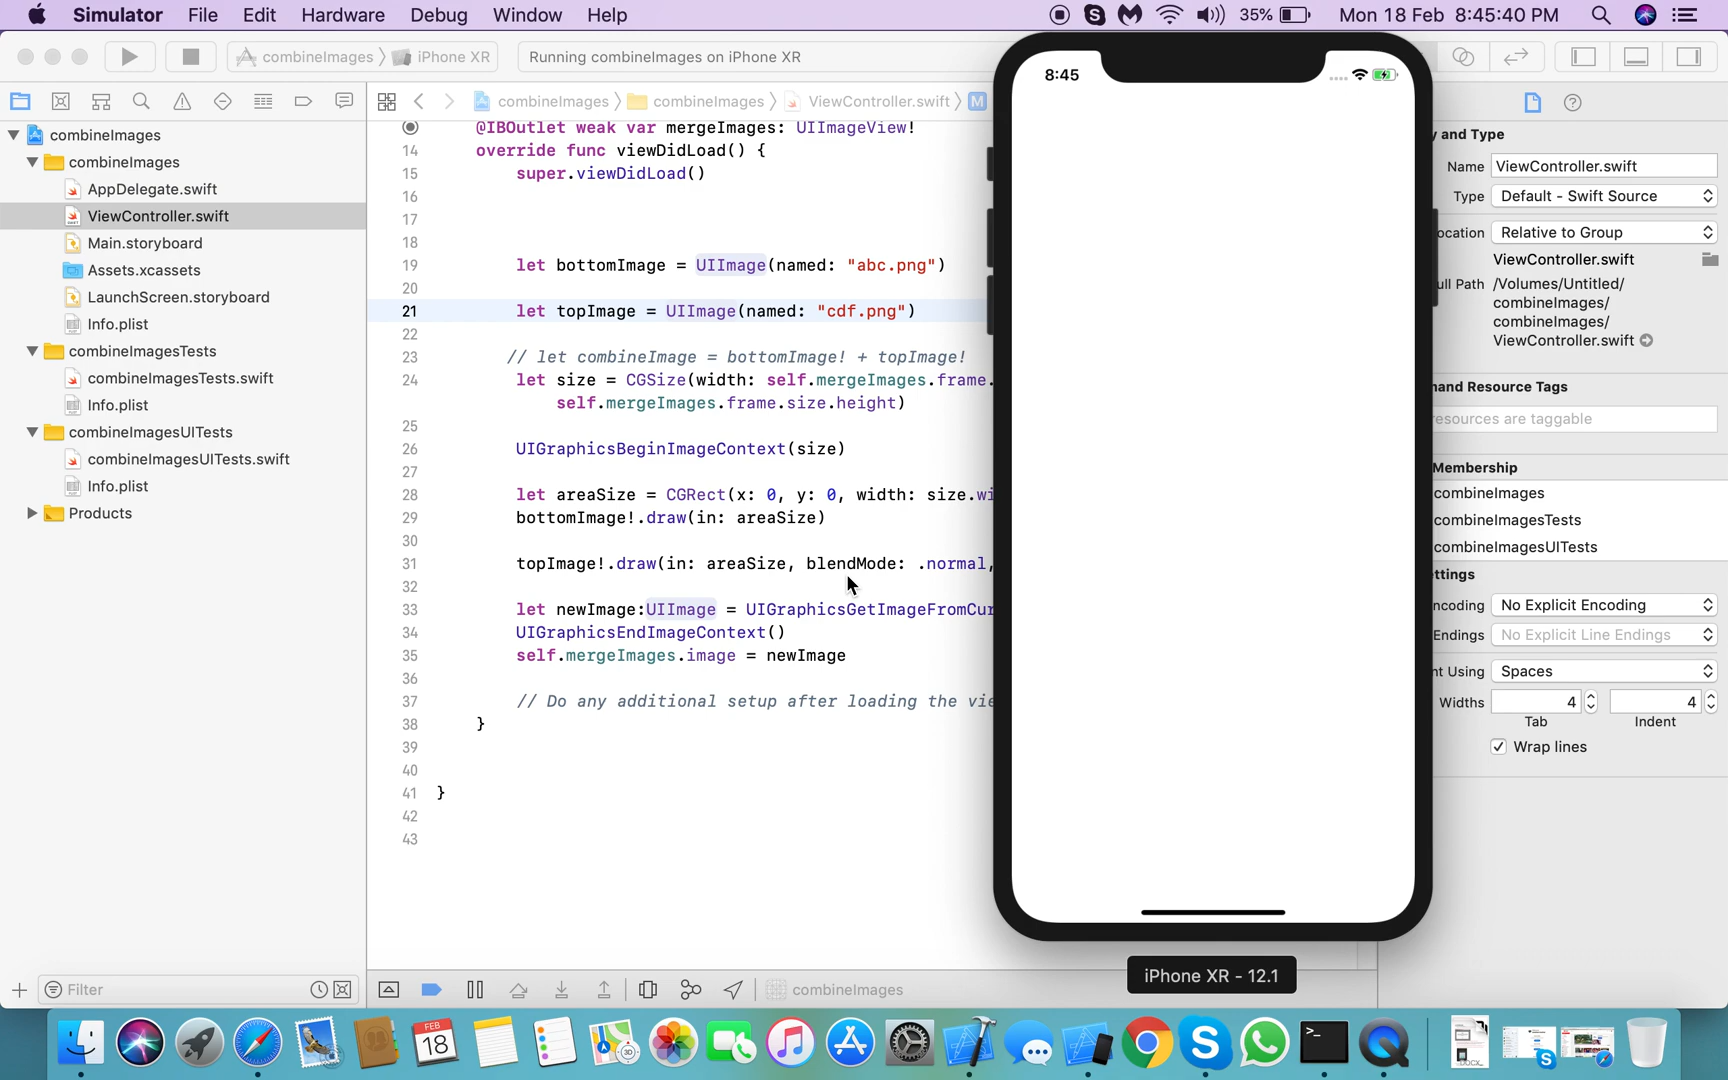 Simulator File Edit Hardware Debug Window Help 35% Mon 18 Feb 8:45:40 PM
combineImages iPhone XR Running combineImages on iPhone XR
combineImages combineImages ViewController.swift M
combineImages
combineImages
AppDelegate.swift
ViewController.swift
Main.storyboard
Assets.xcassets
LaunchScreen.storyboard
Info.plist
combineImagesTests
combineImagesTests.swift
Info.plist
combineImagesUITests
combineImagesUITests.swift
Info.plist
Products
Filter
@IBOutlet weak var mergeImages: UIImageView!
14 override func viewDidLoad() {
15 super.viewDidLoad()
16
17
18
19 let bottomImage = UIImage(named: "abc.png")
20
21 let topImage = UIImage(named: "cdf.png")
22
23 // let combineImage = bottomImage! + topImage!
24 let size = CGSize(width: self.mergeImages.frame.
self.mergeImages.frame.size.height)
25
26 UIGraphicsBeginImageContext(size)
27
28 let areaSize = CGRect(x: 0, y: 0, width: size.wi
29 bottomImage!.draw(in: areaSize)
30
31 topImage!.draw(in: areaSize, blendMode: .normal,
32
33 let newImage:UIImage = UIGraphicsGetImageFromCur
34 UIGraphicsEndImageContext()
35 self.mergeImages.image = newImage
36
37 // Do any additional setup after loading the vie
38 }
39
40
41 }
42
43
combineImages
8:45
iPhone XR - 12.1
y and Type
Name ViewController.swift
Type Default - Swift Source
ocation Relative to Group
ViewController.swift
ull Path /Volumes/Untitled/
combineImages/
combineImages/
ViewController.swift
nand Resource Tags
esources are taggable
Membership
combineImages
combineImagesTests
combineImagesUITests
ettings
ncoding No Explicit Encoding
Endings No Explicit Line Endings
nt Using Spaces
Widths 4 4
Tab Indent
Wrap lines
FEB
18
3D
>_
DOCX